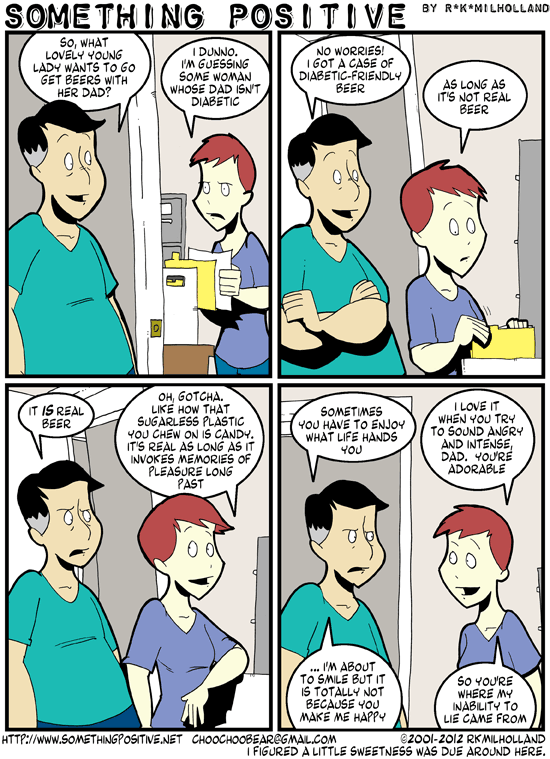 SOMETHING POSITIVE BY R*K*MILHOLLAND
SO, WHAT
LOVELY YOUNG
LADY WANTS TO GO
GET BEERS WITH
HER DAD?
I DUNNO.
I'M GUESSING
SOME WOMAN
WHOSE DAD ISN'T
DIABETIC
NO WORRIES!
I GOT A CASE OF
DIABETIC-FRIENDLY
BEER
AS LONG AS
IT'S NOT REAL
BEER
IT IS REAL
BEER
OH, GOTCHA.
LIKE HOW THAT
SUGARLESS PLASTIC
YOU CHEW ON IS CANDY.
IT'S REAL AS LONG AS IT
INVOKES MEMORIES OF
PLEASURE LONG
PAST
SOMETIMES
YOU HAVE TO ENJOY
WHAT LIFE HANDS
YOU
I LOVE IT
WHEN YOU TRY
TO SOUND ANGRY
AND INTENSE,
DAD. YOU'RE
ADORABLE
... I'M ABOUT
TO SMILE BUT IT
IS TOTALLY NOT
BECAUSE YOU
MAKE ME HAPPY
SO YOU'RE
WHERE MY
INABILITY TO
LIE CAME FROM
HTTP://WWW.SOMETHINGPOSITIVE.NET CHOOCHOOBEAR@GMAIL.COM ©2001-2012 RKMILHOLLAND
I FIGURED A LITTLE SWEETNESS WAS DUE AROUND HERE.